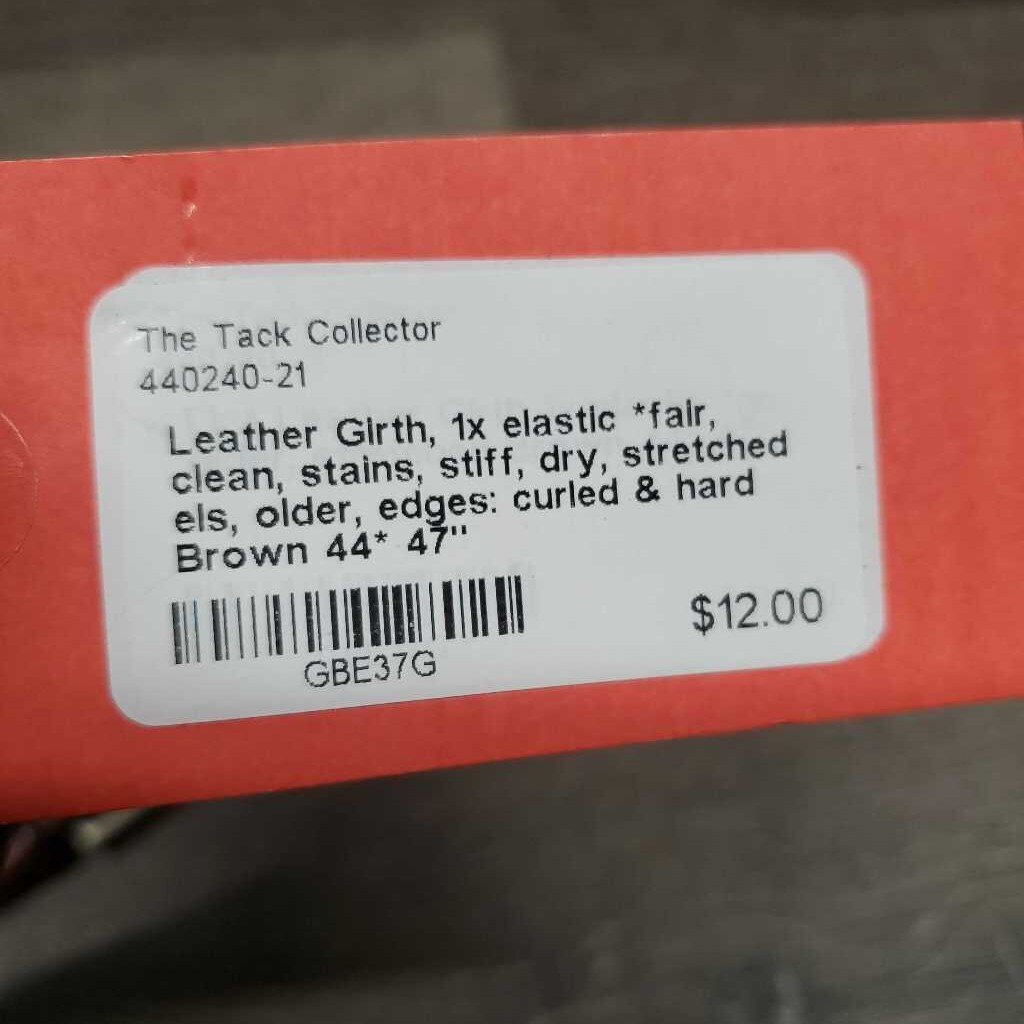 The Tack Collector
440240-21
Leather Girth, 1x elastic *fair,
clean, stains, stiff, dry, stretched
els, older, edges: curled & hard
Brown 44* 47"
$12.00
GBE37G